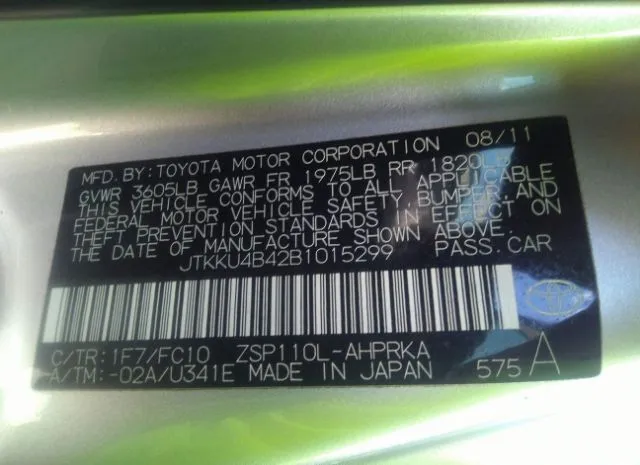 MFD.BY:TOYOTA MOTOR CORPORATION 08/11
GVWR 3605LB GAWR FR 1975LB RR 1820LB
THIS VEHICLE CONFORMS TO ALL APPLICABLE
FEDERAL MOTOR VEHICLE SAFETY, BUMPER, AND
THEFT PREVENTION STANDARDS IN EFFECT ON
THE DATE OF MANUFACTURE SHOWN ABOVE.
JTKKU4B42B1015299 PASS.CAR
C/TR:1F7/FC10 ZSP110L-AHPRKA
A/TM:-02A/U341E MADE IN JAPAN 575 A